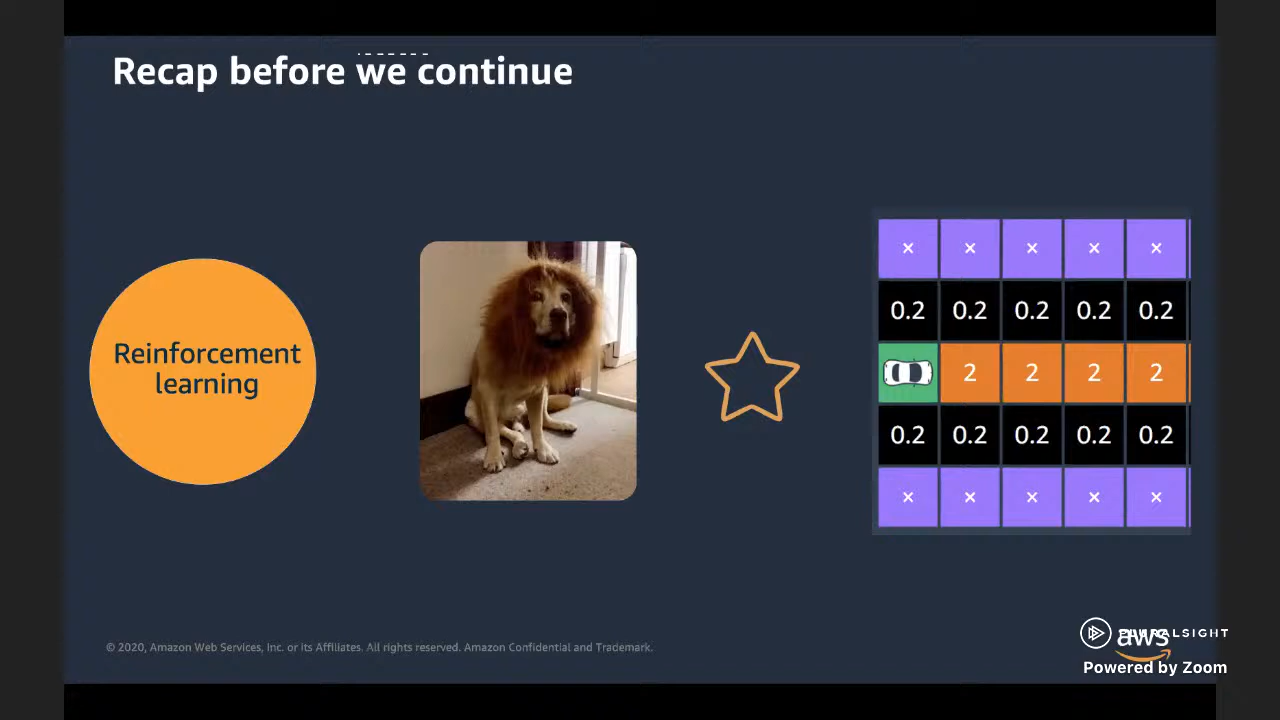 Recap before we continue
Reinforcement
learning
× × × × ×
0.2 0.2 0.2 0.2 0.2
2 2 2 2
0.2 0.2 0.2 0.2 0.2
× × × × ×
© 2020, Amazon Web Services, Inc. or its Affiliates. All rights reserved. Amazon Confidential and Trademark.
PLURALSIGHT
aws
Powered by Zoom